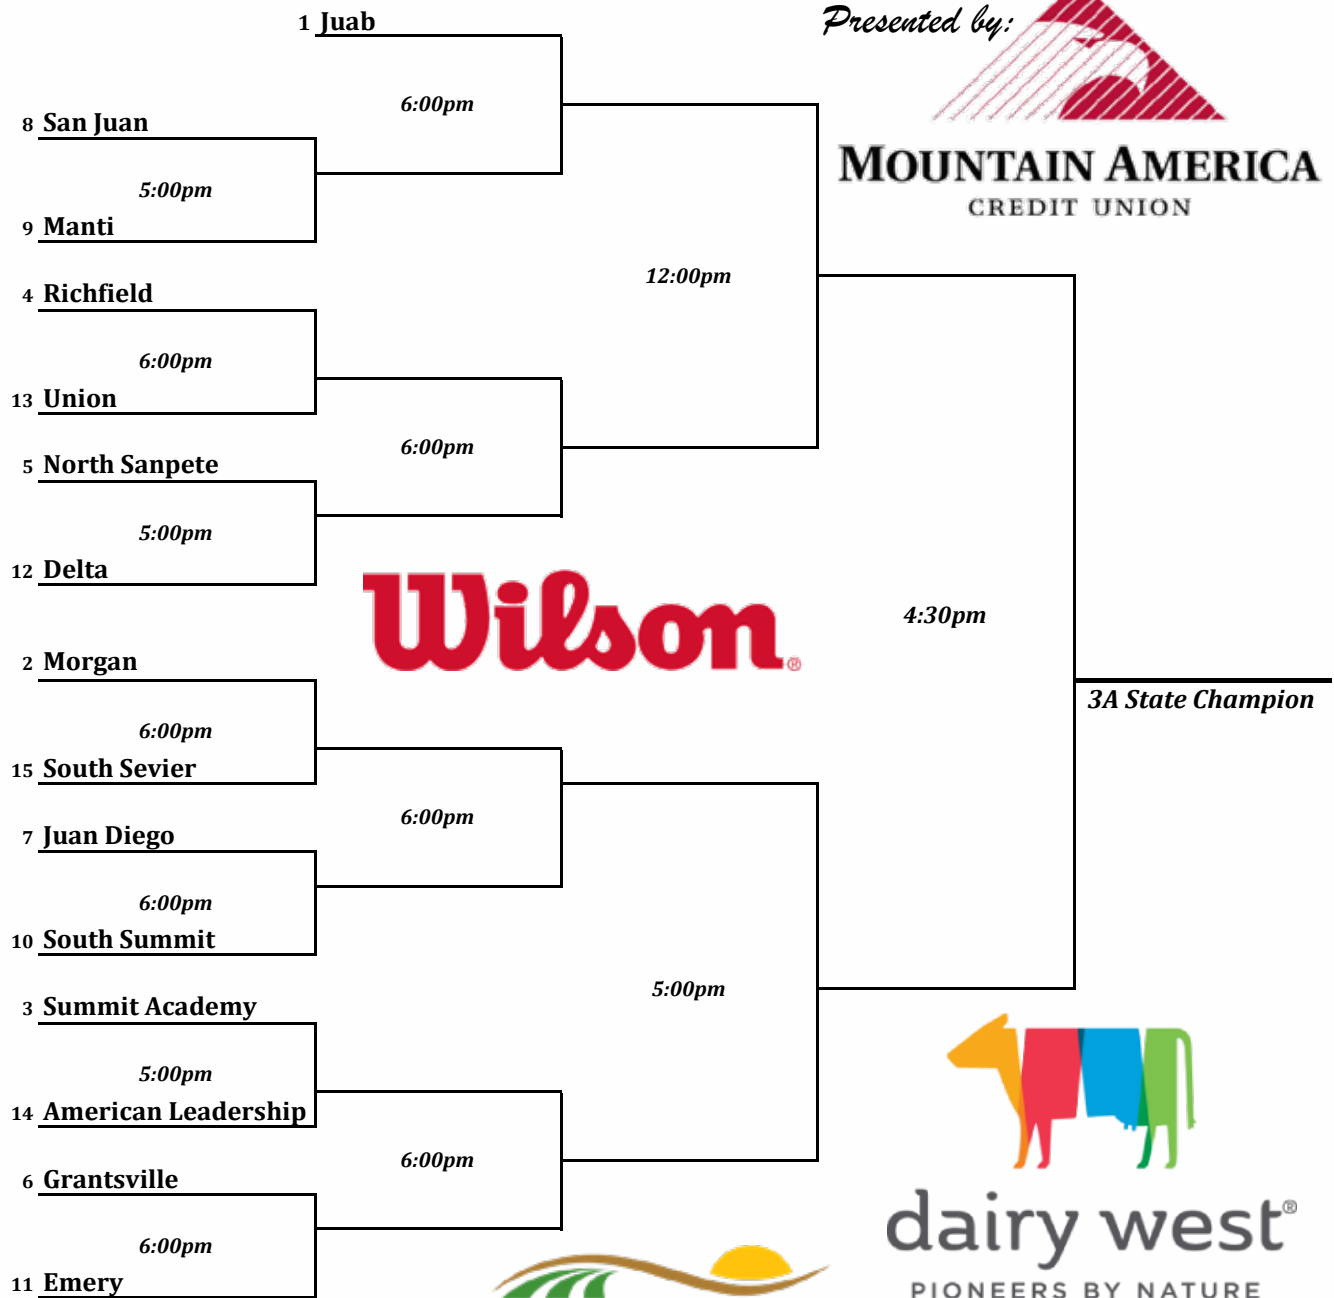 1 Juab
Presented by:
6:00pm
8 San Juan
MOUNTAIN AMERICA
CREDIT UNION
5:00pm
9 Manti
12:00pm
4 Richfield
6:00pm
13 Union
6:00pm
5 North Sanpete
5:00pm
12 Delta
Wilson®
4:30pm
2 Morgan
3A State Champion
6:00pm
15 South Sevier
6:00pm
7 Juan Diego
6:00pm
10 South Summit
5:00pm
3 Summit Academy
5:00pm
14 American Leadership
6:00pm
6 Grantsville
dairy west®
6:00pm
11 Emery
PIONEERS BY NATURE